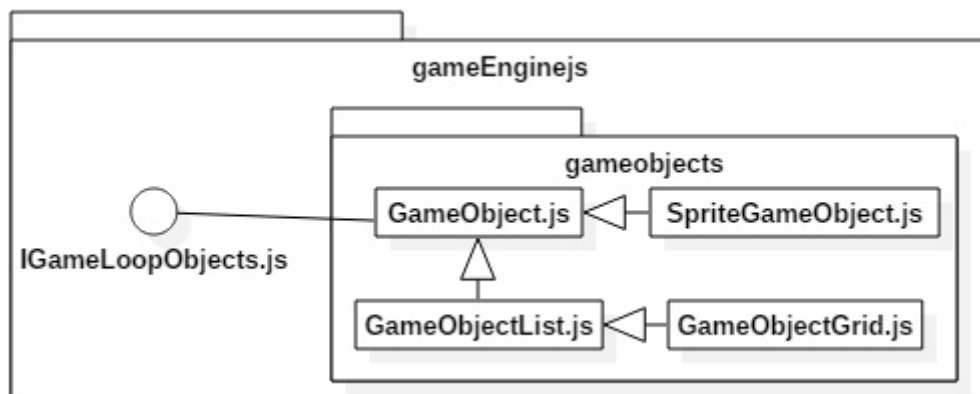 gameEnginejs
gameobjects
GameObject.js
SpriteGameObject.js
IGameLoopObjects.js
GameObjectList.js
GameObjectGrid.js